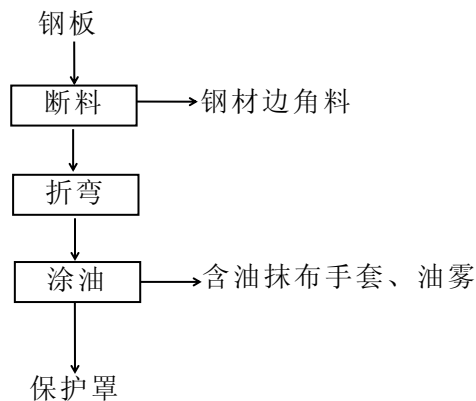 钢板
断料
钢材边角料
折弯
涂油
含油抹布手套、油雾
保护罩